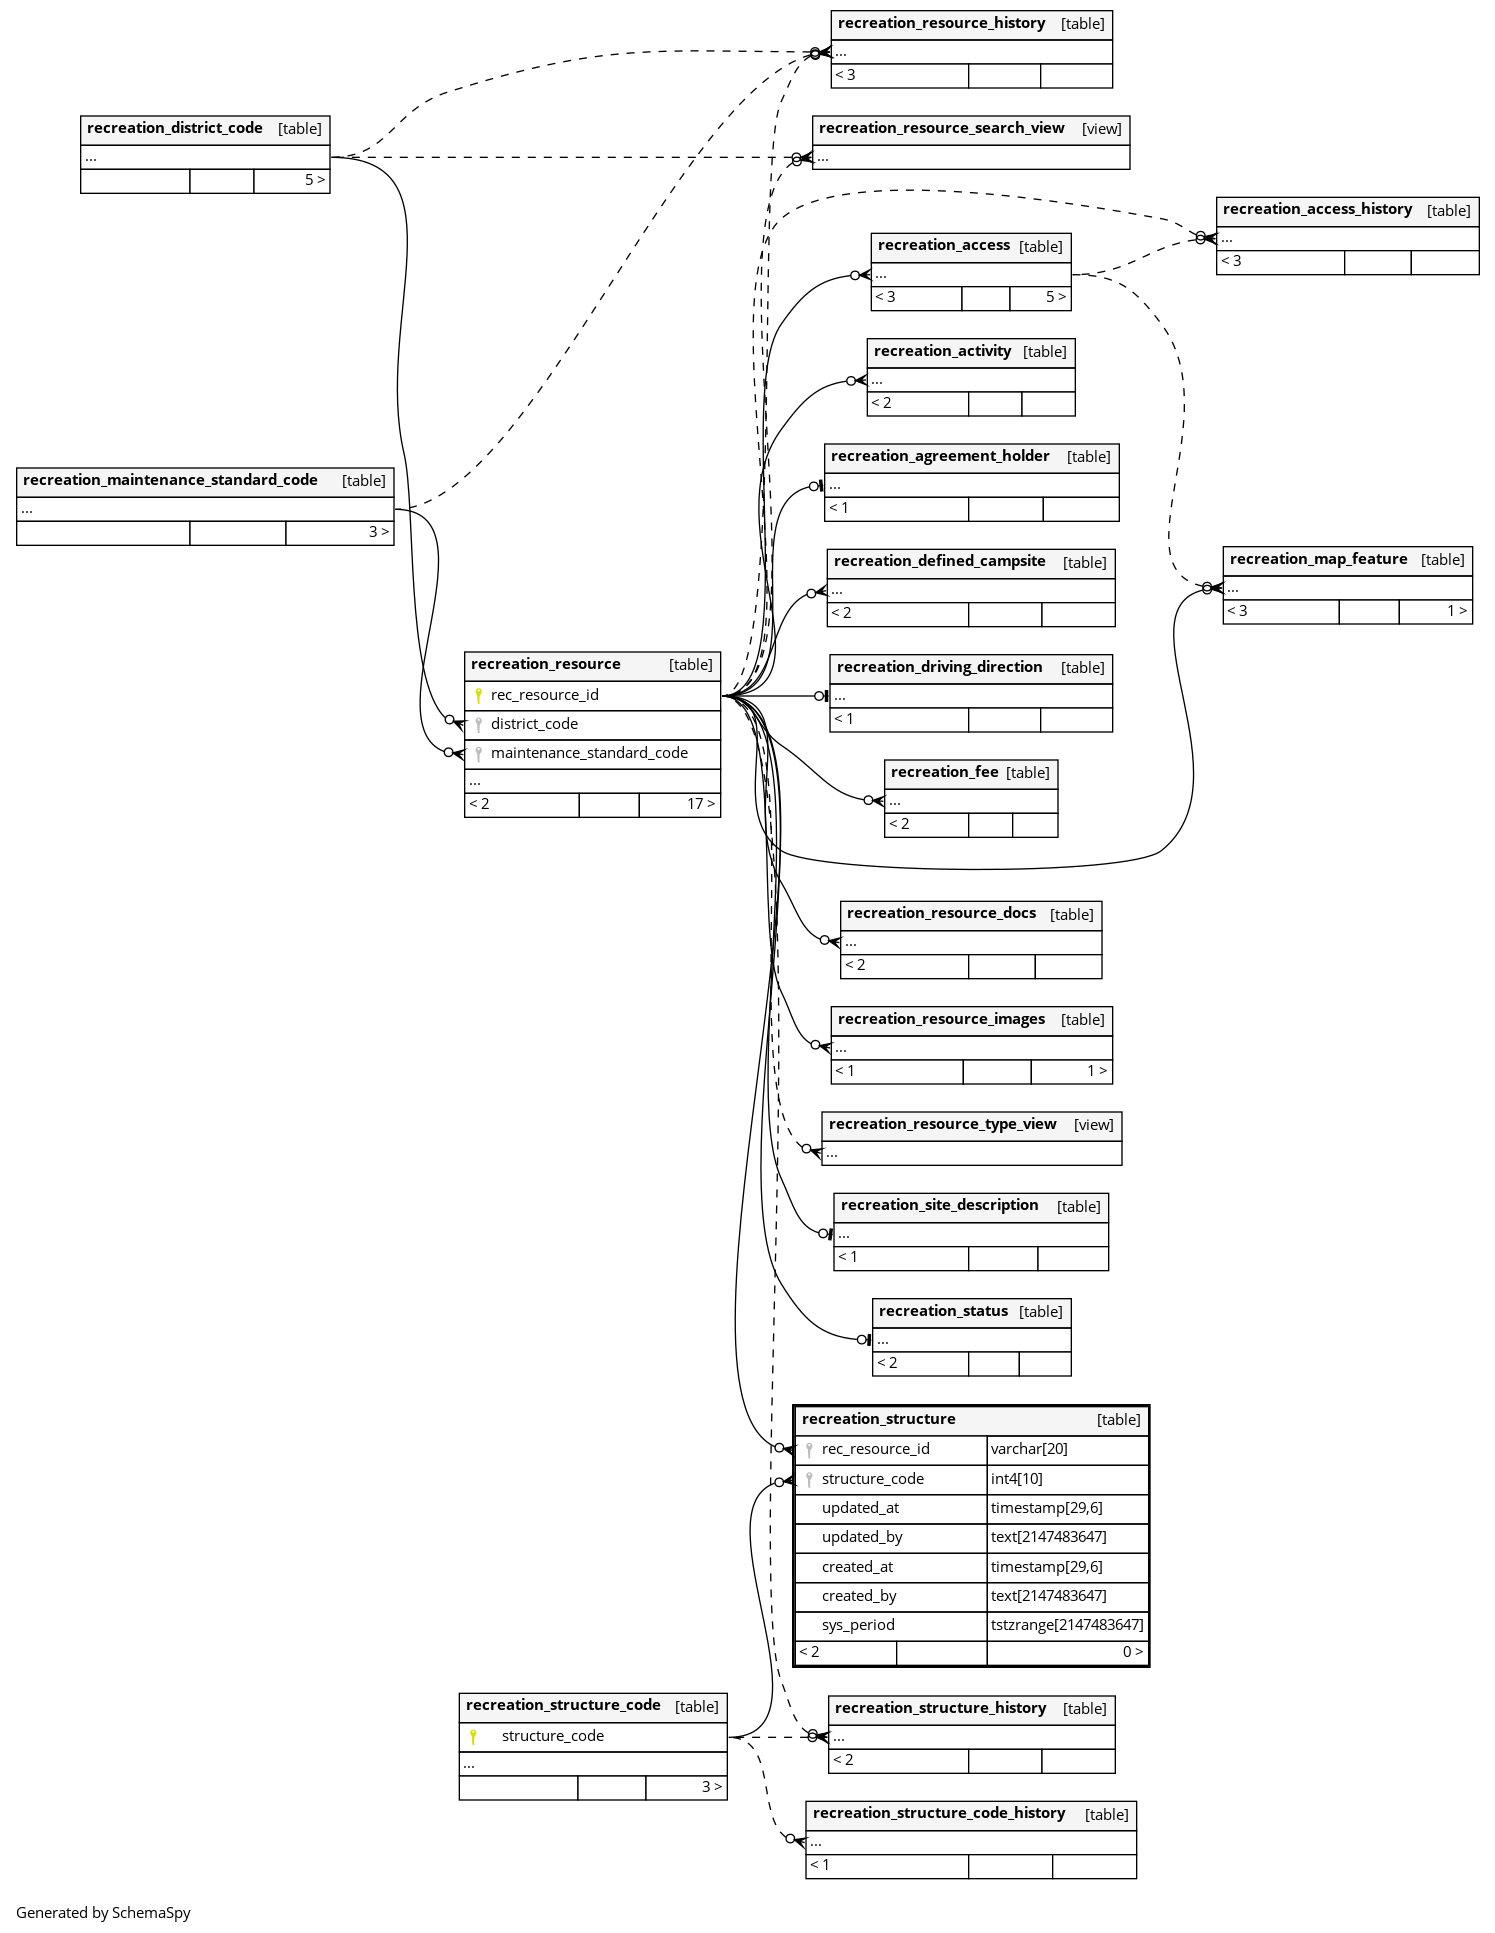 recreation_resource_history [table]
...
< 3
recreation_district_code [table]
...
5 >
recreation_resource_search_view [view]
...
recreation_access_history [table]
...
< 3
recreation_access [table]
...
< 3 5 >
recreation_activity [table]
...
< 2
recreation_agreement_holder [table]
...
< 1
recreation_maintenance_standard_code [table]
...
3 >
recreation_defined_campsite [table]
...
< 2
recreation_map_feature [table]
...
< 3 1 >
recreation_resource [table]
rec_resource_id
district_code
maintenance_standard_code
...
< 2 17 >
recreation_driving_direction [table]
...
< 1
recreation_fee [table]
...
< 2
recreation_resource_docs [table]
...
< 2
recreation_resource_images [table]
...
< 1 1 >
recreation_resource_type_view [view]
...
recreation_site_description [table]
...
< 1
recreation_status [table]
...
< 2
recreation_structure [table]
rec_resource_id varchar[20]
structure_code int4[10]
updated_at timestamp[29,6]
updated_by text[2147483647]
created_at timestamp[29,6]
created_by text[2147483647]
sys_period tstzrange[2147483647]
< 2 0 >
recreation_structure_code [table]
structure_code
...
3 >
recreation_structure_history [table]
...
< 2
recreation_structure_code_history [table]
...
< 1
Generated by SchemaSpy